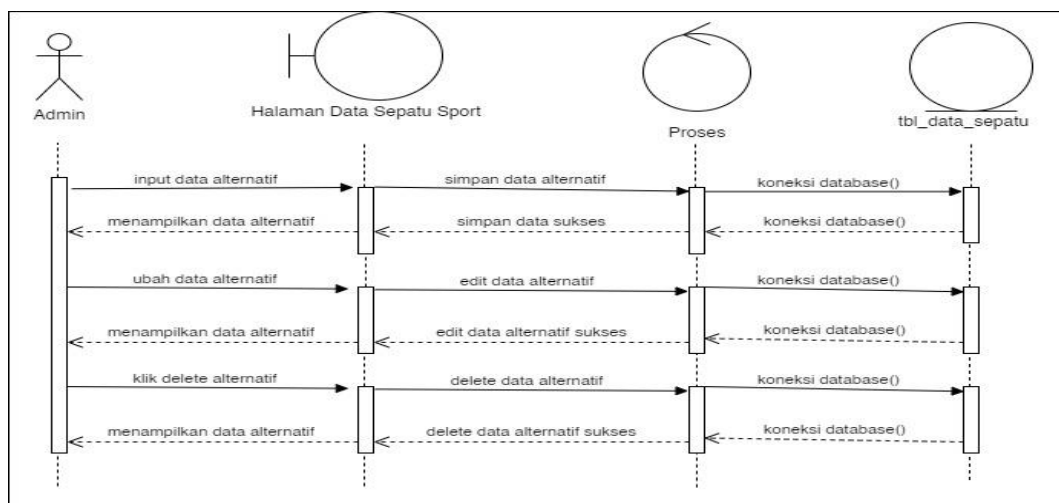 Admin
Halaman Data Sepatu Sport
Proses
tbl_data_sepatu
input data alternatif
simpan data alternatif
koneksi database()
menampilkan data alternatif
simpan data sukses
koneksi database()
ubah data alternatif
edit data alternatif
koneksi database()
menampilkan data alternatif
edit data alternatif sukses
koneksi database()
klik delete alternatif
delete data alternatif
koneksi database()
menampilkan data alternatif
delete data alternatif sukses
koneksi database()